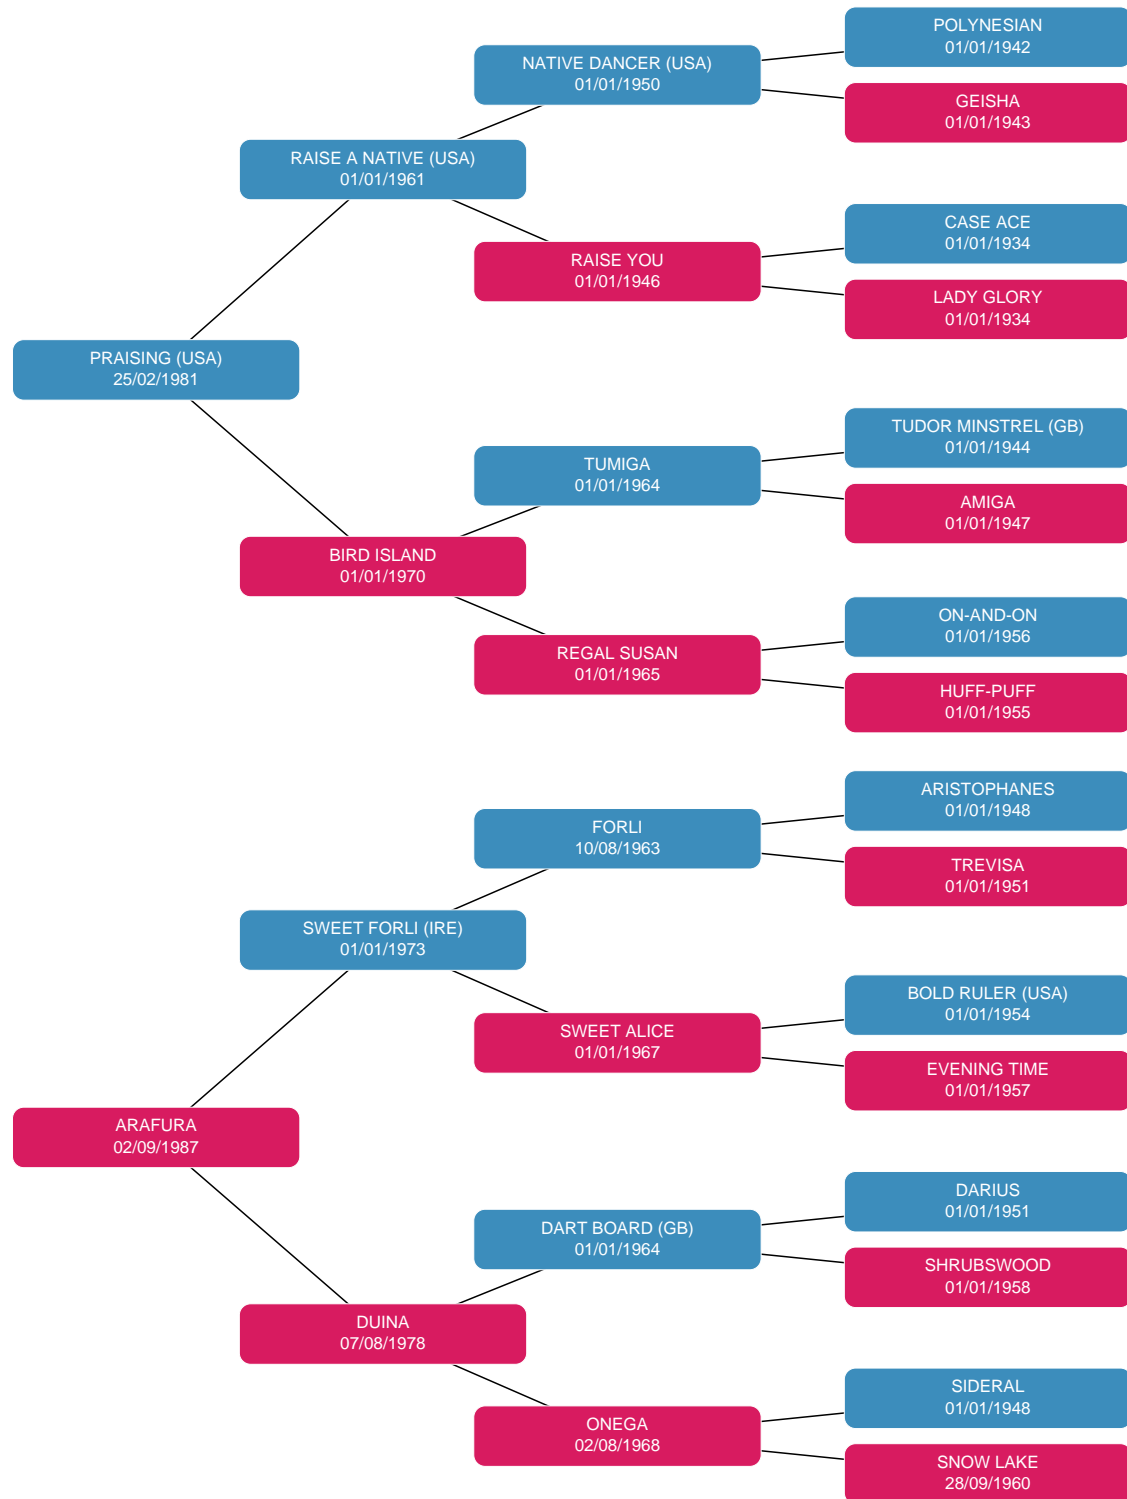 POLYNESIAN
01/01/1942
NATIVE DANCER (USA)
01/01/1950
GEISHA
01/01/1943
RAISE A NATIVE (USA)
01/01/1961
CASE ACE
01/01/1934
RAISE YOU
01/01/1946
LADY GLORY
01/01/1934
PRAISING (USA)
25/02/1981
TUDOR MINSTREL (GB)
01/01/1944
TUMIGA
01/01/1964
AMIGA
01/01/1947
BIRD ISLAND
01/01/1970
ON-AND-ON
01/01/1956
REGAL SUSAN
01/01/1965
HUFF-PUFF
01/01/1955
ARISTOPHANES
01/01/1948
FORLI
10/08/1963
TREVISA
01/01/1951
SWEET FORLI (IRE)
01/01/1973
BOLD RULER (USA)
01/01/1954
SWEET ALICE
01/01/1967
EVENING TIME
01/01/1957
ARAFURA
02/09/1987
DARIUS
01/01/1951
DART BOARD (GB)
01/01/1964
SHRUBSWOOD
01/01/1958
DUINA
07/08/1978
SIDERAL
01/01/1948
ONEGA
02/08/1968
SNOW LAKE
28/09/1960